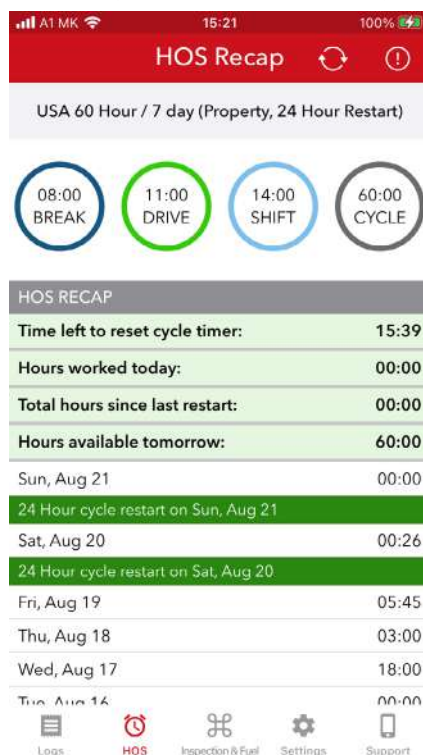 A1 MK 15:21 100%
HOS Recap
USA 60 Hour / 7 day (Property, 24 Hour Restart)
08:00 11:00 14:00 60:00
BREAK DRIVE SHIFT CYCLE
HOS RECAP
Time left to reset cycle timer: 15:39
Hours worked today: 00:00
Total hours since last restart: 00:00
Hours available tomorrow: 60:00
Sun, Aug 21 00:00
24 Hour cycle restart on Sun, Aug 21
Sat, Aug 20 00:26
24 Hour cycle restart on Sat, Aug 20
Fri, Aug 19 05:45
Thu, Aug 18 03:00
Wed, Aug 17 18:00
Tue, Aug 16 00:00
Logs HOS Inspection & Fuel Settings Support